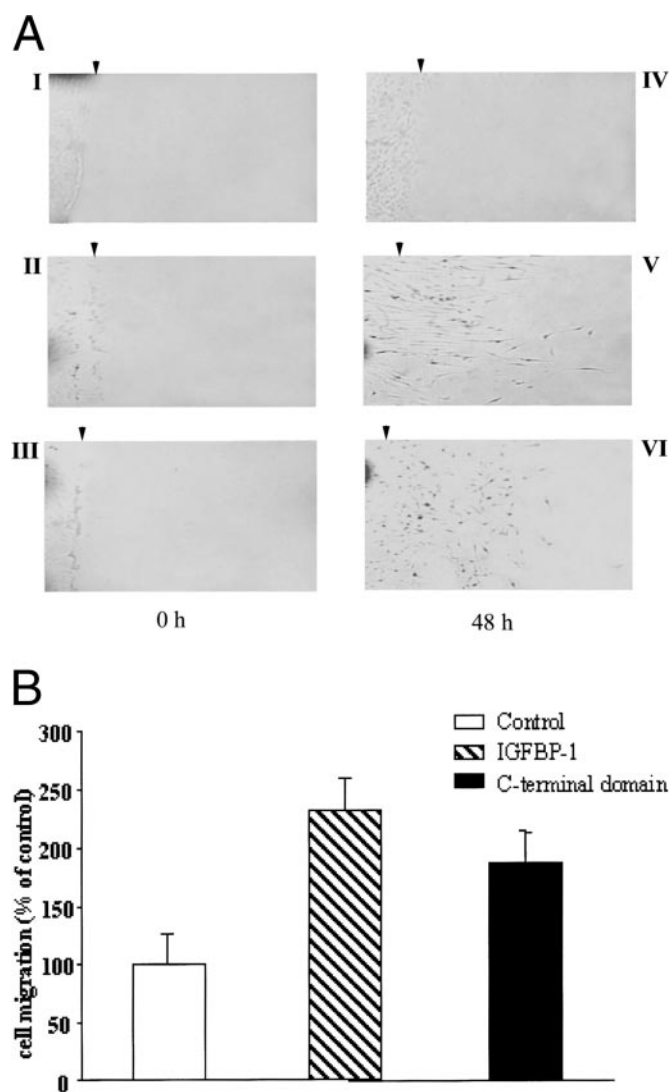 A
I
IV
II
V
III
VI
0 h
48 h
B
300
250
200
150
100
50
0
cell migration (% of control)
Control
IGFBP-1
C-terminal domain